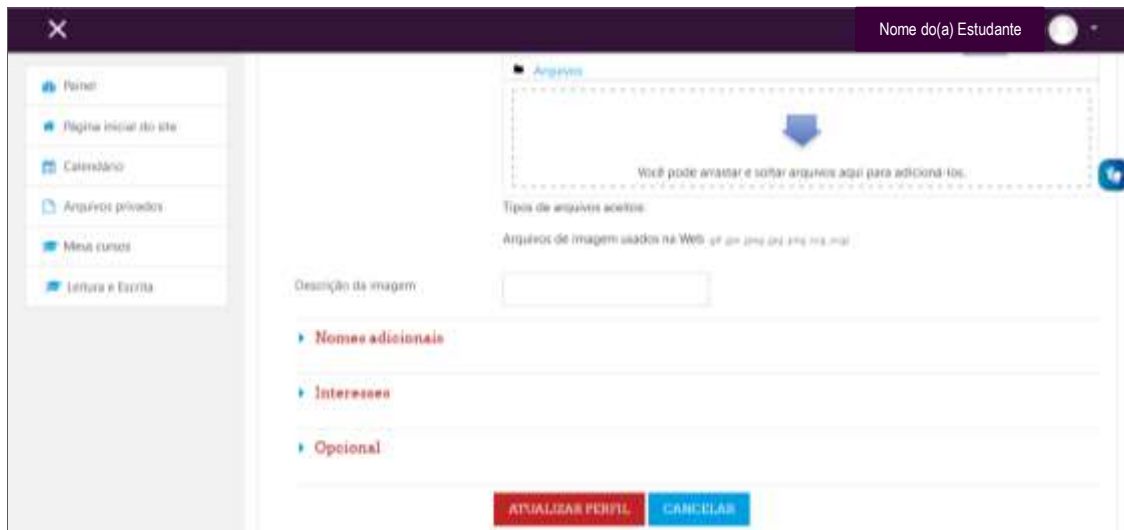 Nome do(a) Estudante
Painel
Página inicial do site
Calendário
Arquivos privados
Meus cursos
Leitura e Escrita
Arquivos
Você pode arrastar e soltar arquivos aqui para adicioná-los.
Tipos de arquivos aceitos:
Arquivos de imagem usados na Web
Descrição da imagem
Nomes adicionais
Interesses
Opcional
ATUALIZAR PERFIL
CANCELAR